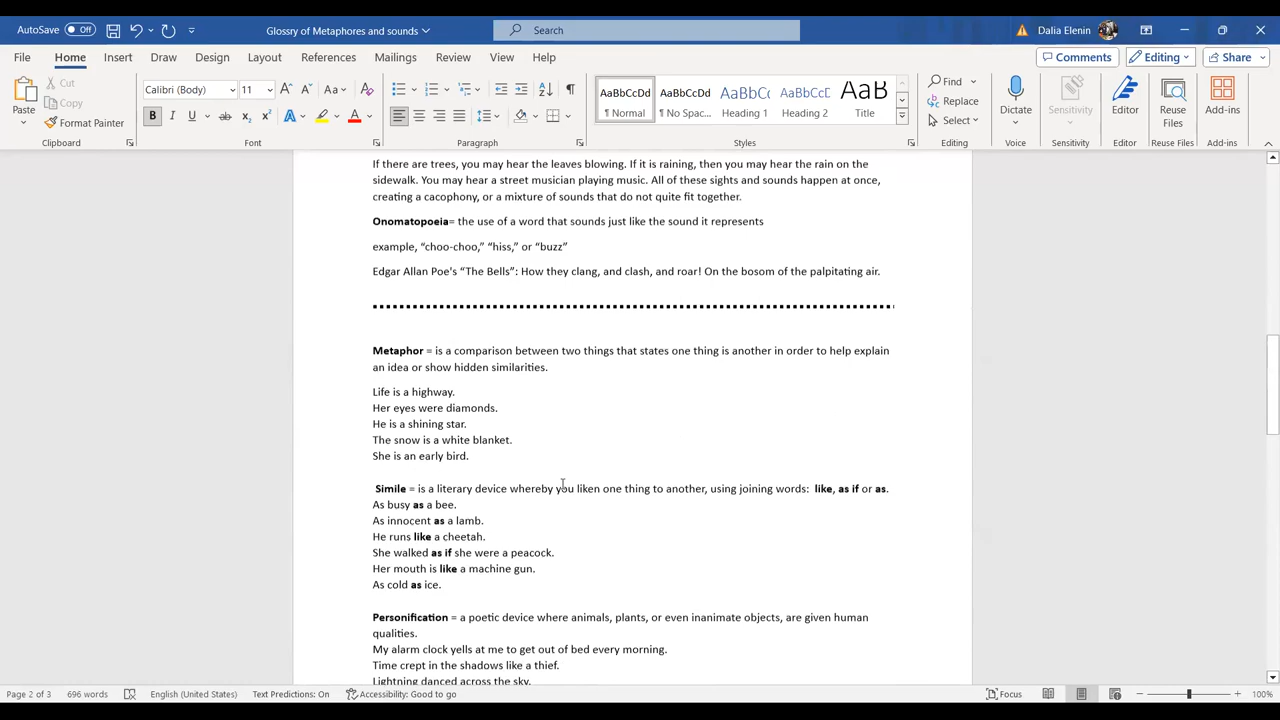 AutoSave Off
Glossry of Metaphores and sounds
Search
Dalia Elenin
File Home Insert Draw Design Layout References Mailings Review View Help
Comments Editing Share
Paste
Cut
Copy
Format Painter
Clipboard
Calibri (Body) 11
Font
Paragraph
AaBbCcDd AaBbCcDd AaBbCc AaBbCcD AaB
¶ Normal ¶ No Spac... Heading 1 Heading 2 Title
Styles
Find
Replace
Select
Editing
Dictate
Voice
Sensitivity
Sensitivity
Editor
Editor
Reuse
Files
Reuse Files
Add-ins
Add-ins
If there are trees, you may hear the leaves blowing. If it is raining, then you may hear the rain on the
sidewalk. You may hear a street musician playing music. All of these sights and sounds happen at once,
creating a cacophony, or a mixture of sounds that do not quite fit together.
Onomatopoeia= the use of a word that sounds just like the sound it represents
example, “choo-choo,” “hiss,” or “buzz”
Edgar Allan Poe's “The Bells”: How they clang, and clash, and roar! On the bosom of the palpitating air.
Metaphor = is a comparison between two things that states one thing is another in order to help explain
an idea or show hidden similarities.
Life is a highway.
Her eyes were diamonds.
He is a shining star.
The snow is a white blanket.
She is an early bird.
Simile = is a literary device whereby you liken one thing to another, using joining words: like, as if or as.
As busy as a bee.
As innocent as a lamb.
He runs like a cheetah.
She walked as if she were a peacock.
Her mouth is like a machine gun.
As cold as ice.
Personification = a poetic device where animals, plants, or even inanimate objects, are given human
qualities.
My alarm clock yells at me to get out of bed every morning.
Time crept in the shadows like a thief.
Lightning danced across the sky.
Page 2 of 3 696 words English (United States) Text Predictions: On Accessibility: Good to go Focus 100%